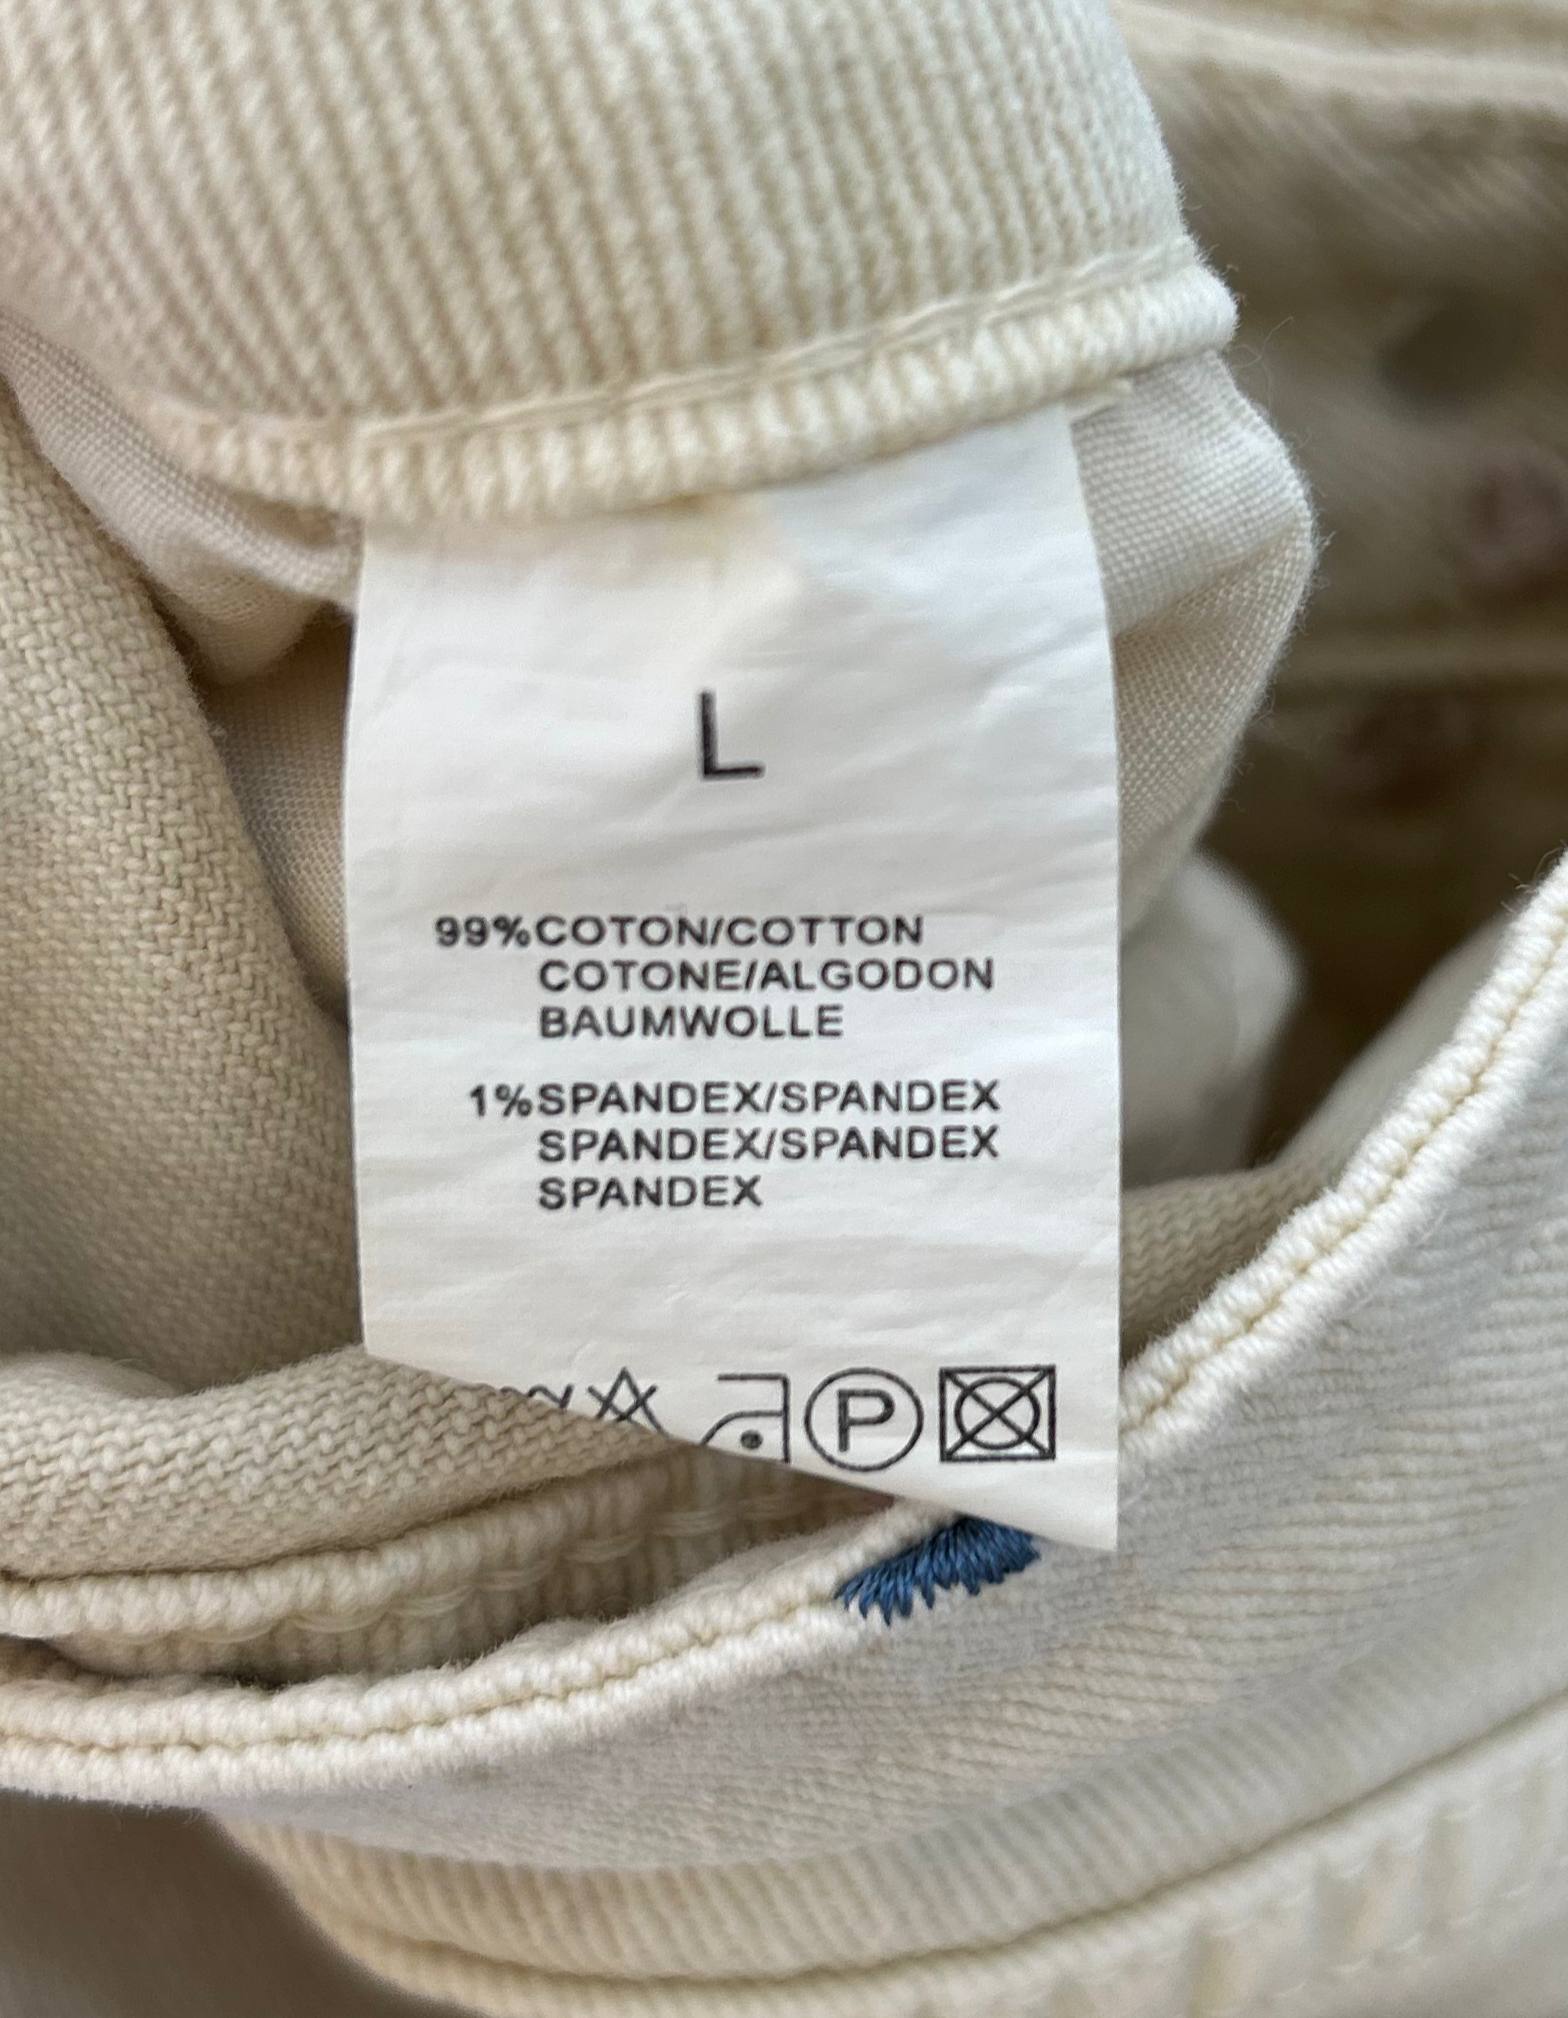 L
99%COTON/COTTON
COTONE/ALGODON
BAUMWOLLE
1%SPANDEX/SPANDEX
SPANDEX/SPANDEX
SPANDEX
P